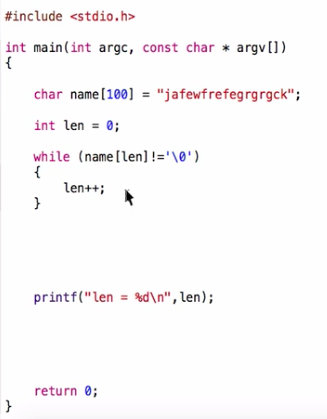 #include <stdio.h>
int main(int argc, const char * argv[])
{
char name[100] = "jafewfrefegrgrgck";
int len = 0;
while (name[len]!='\0')
{
len++;
}
printf("len = %d\n",len);
return 0;
}